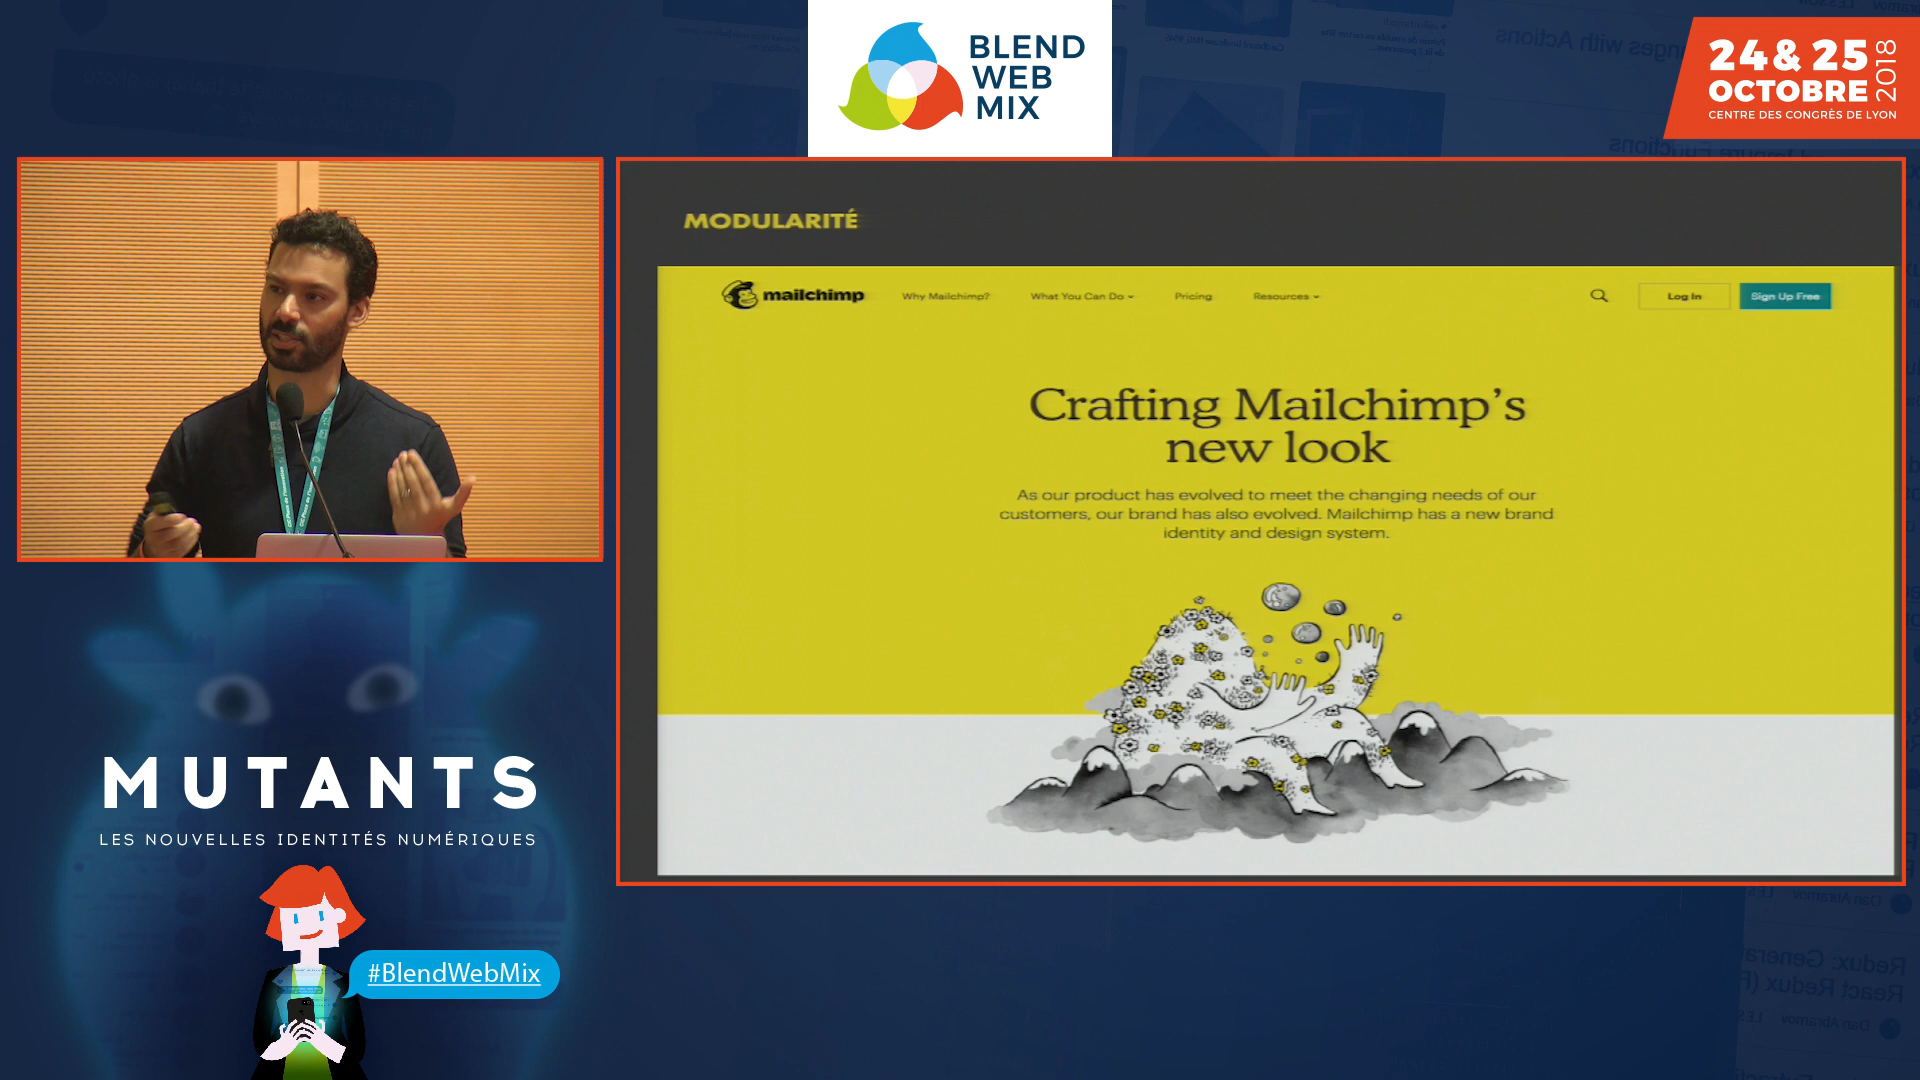 BLEND
WEB
MIX
24 & 25
OCTOBRE
2018
CENTRE DES CONGRÈS DE LYON
MODULARITÉ
mailchimp
Why Mailchimp?
What You Can Do
Pricing
Resources
Log In
Sign Up Free
Crafting Mailchimp's
new look
As our product has evolved to meet the changing needs of our
customers, our brand has also evolved. Mailchimp has a new brand
identity and design system.
MUTANTS
LES NOUVELLES IDENTITÉS NUMÉRIQUES
#BlendWebMix